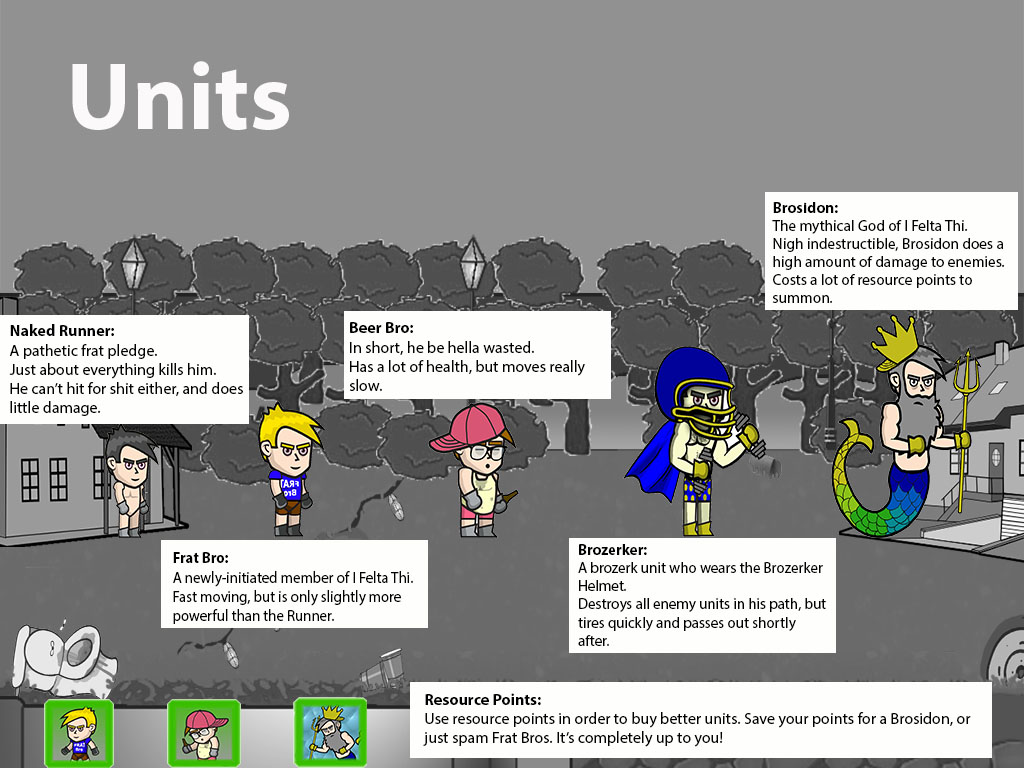 Units
Brosidon:
The mythical God of I Felta Thi.
Nigh indestructible, Brosidon does a
high amount of damage to enemies.
Costs a lot of resource points to
summon.
Naked Runner:
A pathetic frat pledge.
Just about everything kills him.
He can't hit for shit either, and does
little damage.
Beer Bro:
In short, he be hella wasted.
Has a lot of health, but moves really
slow.
FRAT
Bro
Frat Bro:
A newly-initiated member of I Felta Thi.
Fast moving, but is only slightly more
powerful than the Runner.
Brozerker:
A brozerk unit who wears the Brozerker
Helmet.
Destroys all enemy units in his path, but
tires quickly and passes out shortly
after.
Resource Points:
Use resource points in order to buy better units. Save your points for a Brosidon, or
just spam Frat Bros. It's completely up to you!
FRAT
Bro